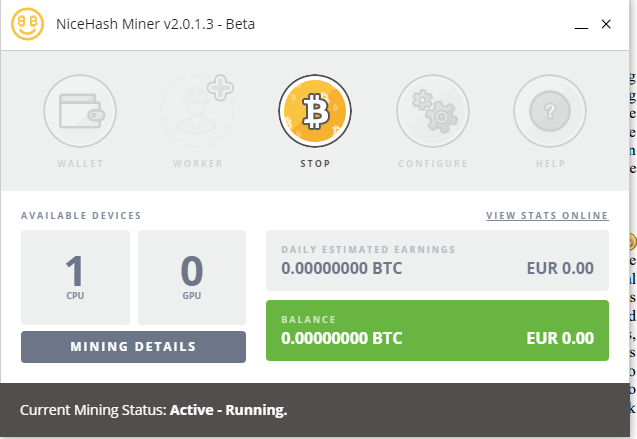 NiceHash Miner v2.0.1.3 - Beta
WALLET
WORKER
STOP
CONFIGURE
HELP
AVAILABLE DEVICES
VIEW STATS ONLINE
1
CPU
0
GPU
DAILY ESTIMATED EARNINGS
0.00000000 BTC EUR 0.00
MINING DETAILS
BALANCE
0.00000000 BTC EUR 0.00
Current Mining Status: Active - Running.